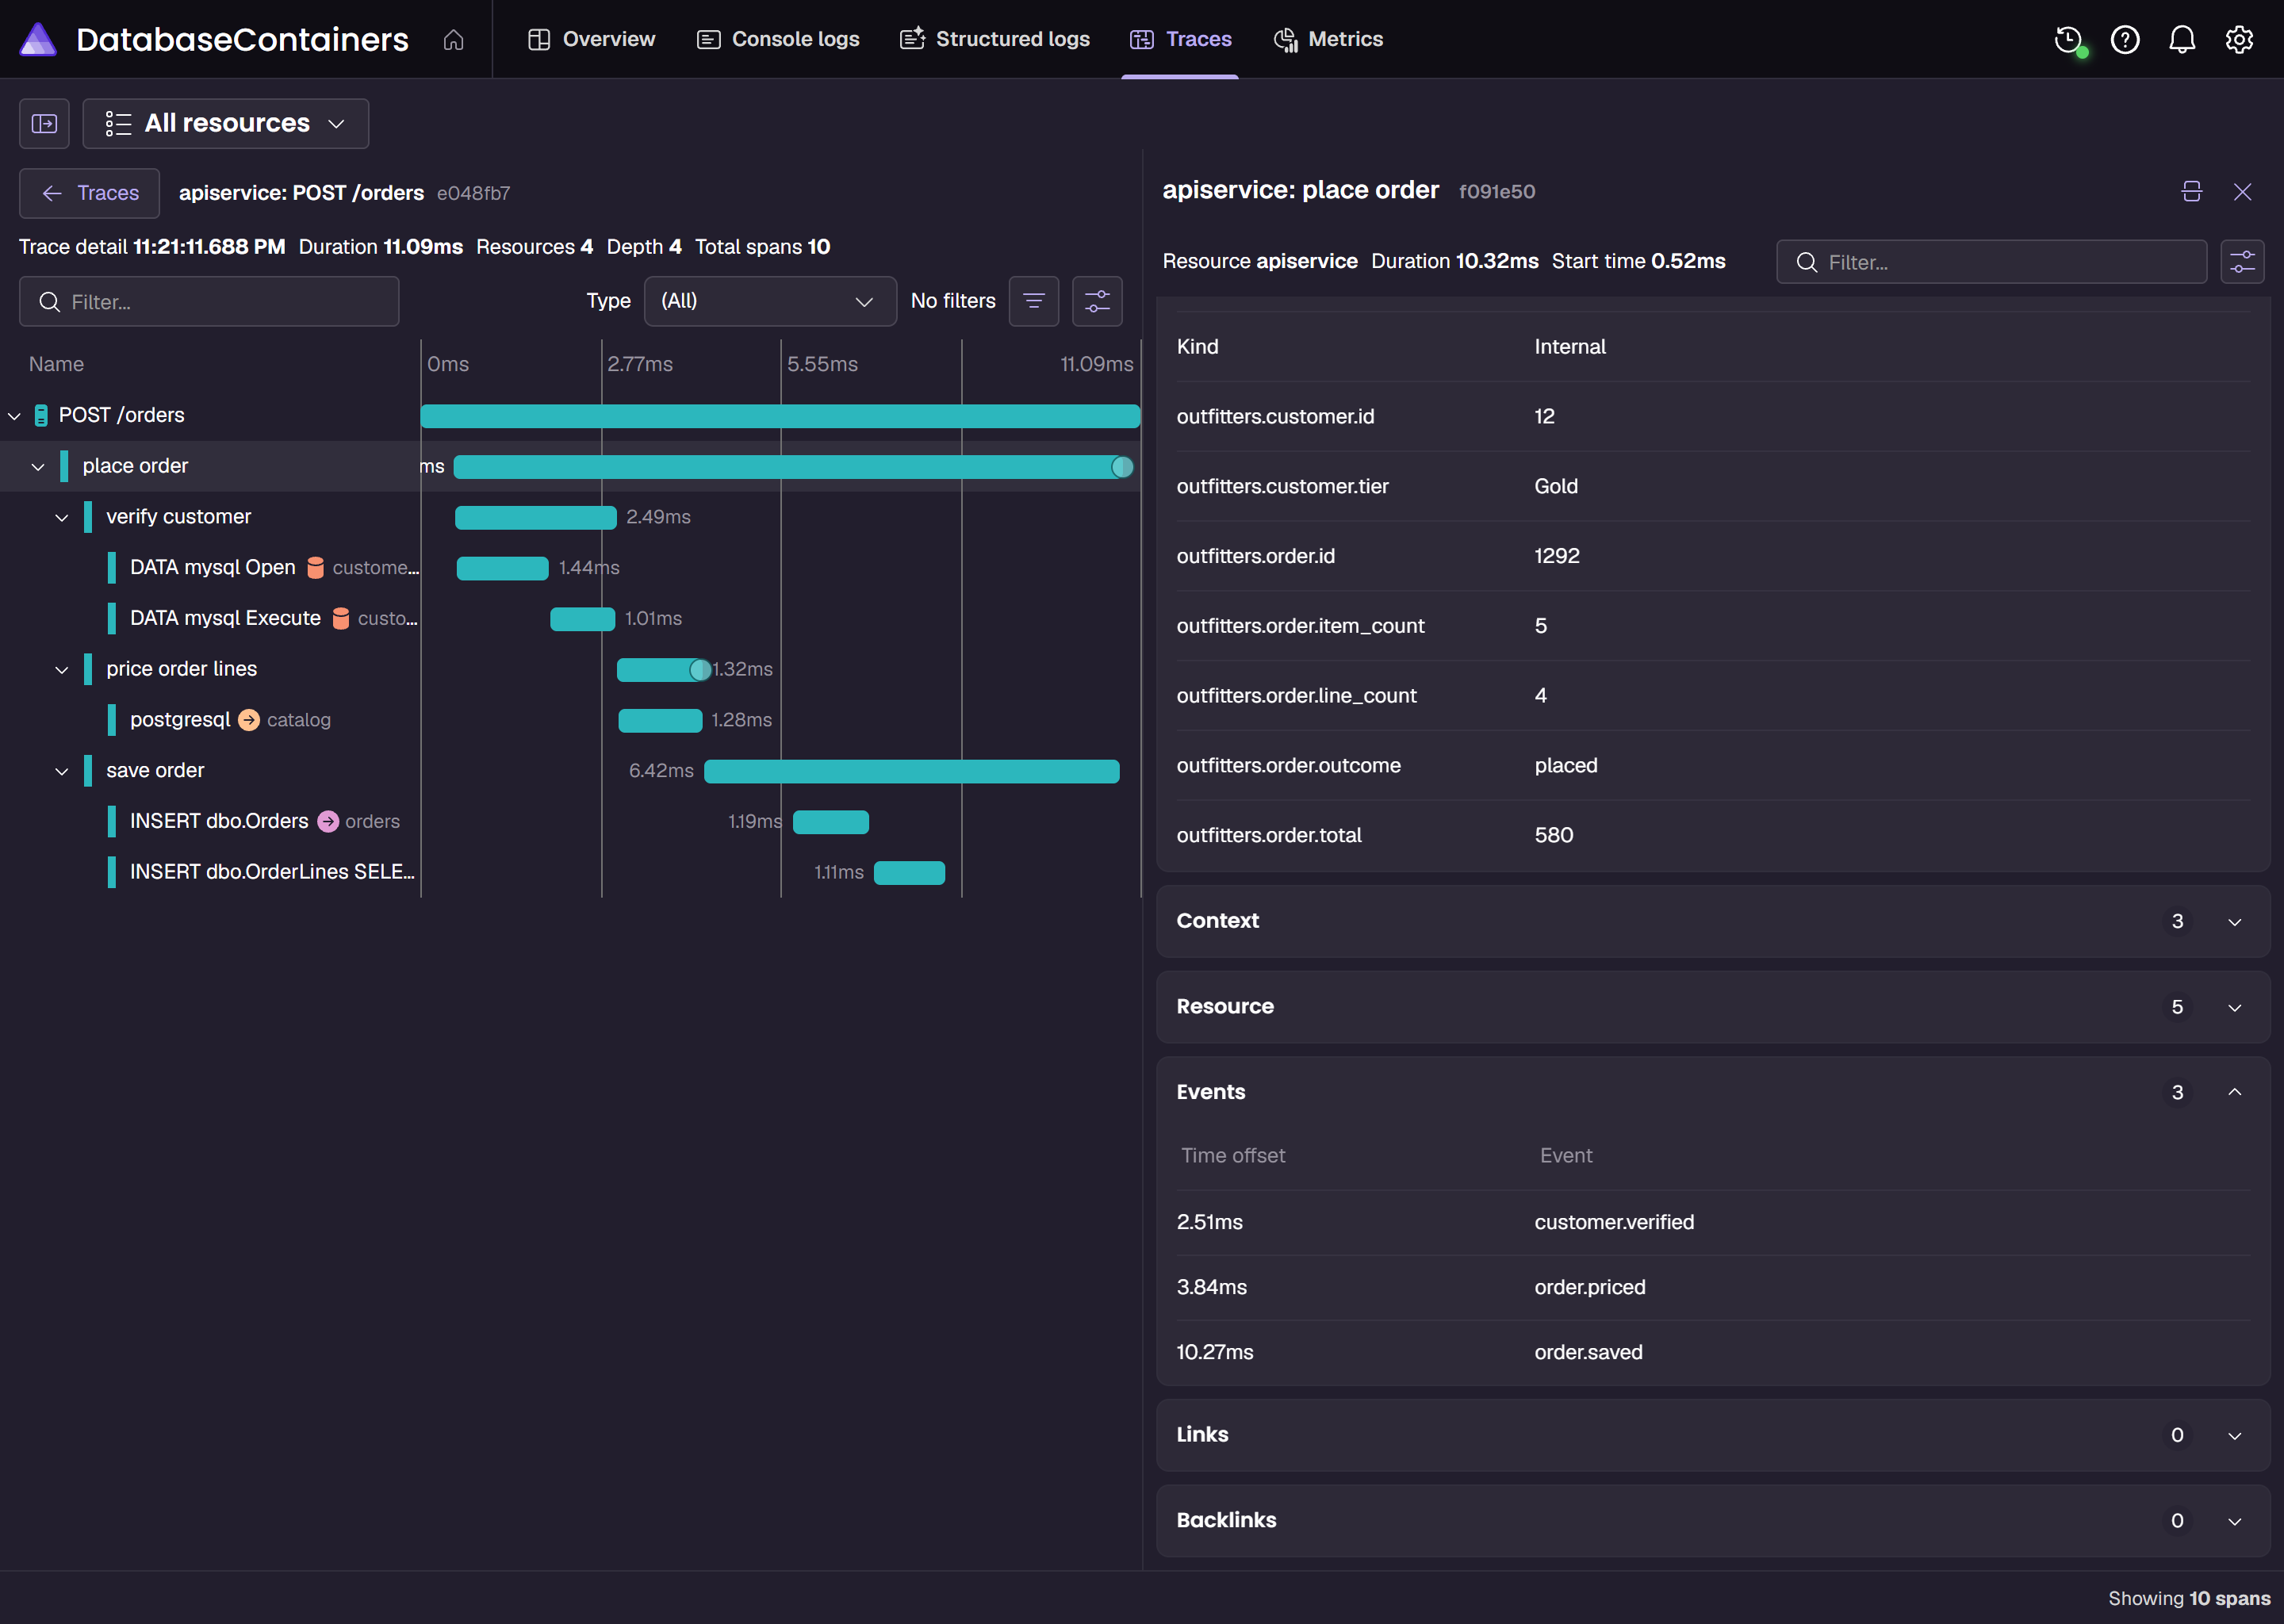 DatabaseContainers
Overview
Console logs
Structured logs
Traces
Metrics
All resources
Traces
apiservice: POST /orders e048fb7
Trace detail 11:21:11.688 PM Duration 11.09ms Resources 4 Depth 4 Total spans 10
Filter...
Type
(All)
No filters
Name
0ms
2.77ms
5.55ms
11.09ms
POST /orders
place order
ms
verify customer
2.49ms
DATA mysql Open custome...
1.44ms
DATA mysql Execute custo...
1.01ms
price order lines
1.32ms
postgresql catalog
1.28ms
save order
6.42ms
INSERT dbo.Orders orders
1.19ms
INSERT dbo.OrderLines SELE...
1.11ms
apiservice: place order f091e50
Resource apiservice Duration 10.32ms Start time 0.52ms
Filter...
Kind Internal
outfitters.customer.id 12
outfitters.customer.tier Gold
outfitters.order.id 1292
outfitters.order.item_count 5
outfitters.order.line_count 4
outfitters.order.outcome placed
outfitters.order.total 580
Context 3
Resource 5
Events 3
Time offset Event
2.51ms customer.verified
3.84ms order.priced
10.27ms order.saved
Links 0
Backlinks 0
Showing 10 spans